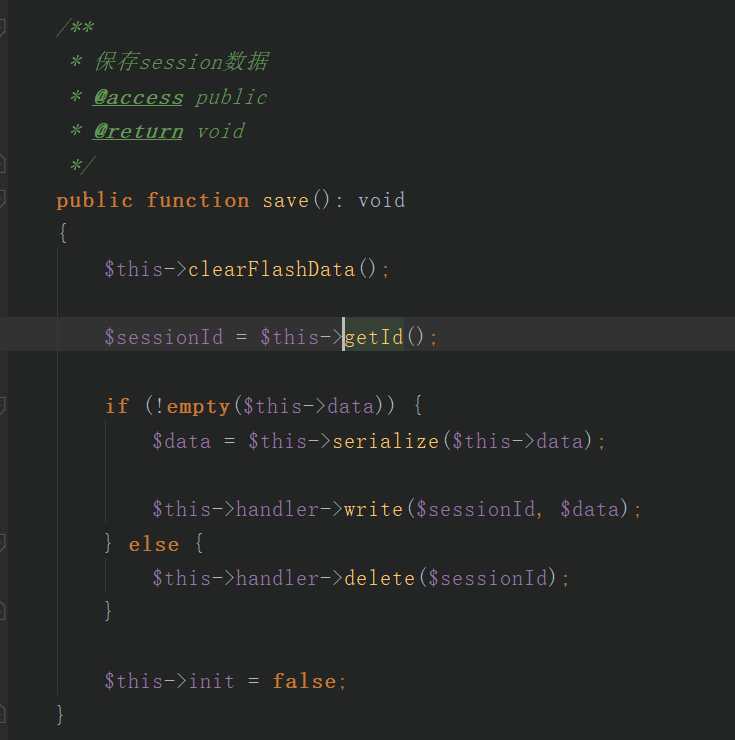 /**
* 保存session数据
* @access public
* @return void
*/
public function save(): void
{
$this->clearFlashData();
$sessionId = $this->getId();
if (!empty($this->data)) {
$data = $this->serialize($this->data);
$this->handler->write($sessionId, $data);
} else {
$this->handler->delete($sessionId);
}
$this->init = false;
}